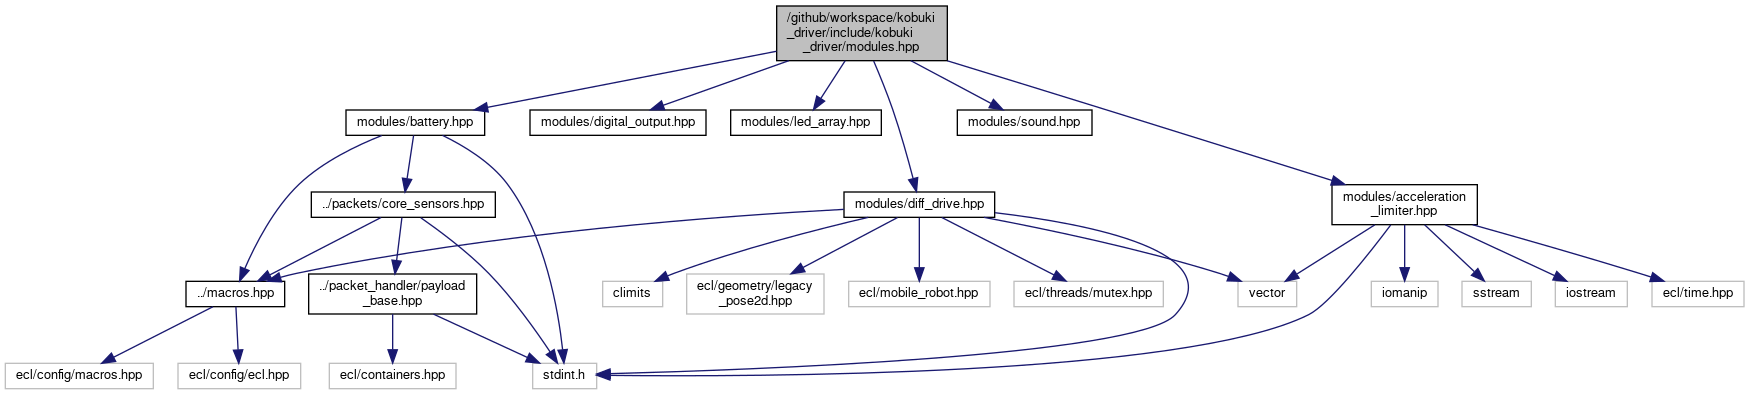 /github/workspace/kobuki
_driver/include/kobuki
_driver/modules.hpp
modules/battery.hpp
modules/digital_output.hpp
modules/led_array.hpp
modules/sound.hpp
../packets/core_sensors.hpp
modules/diff_drive.hpp
modules/acceleration
_limiter.hpp
../macros.hpp
../packet_handler/payload
_base.hpp
climits
ecl/geometry/legacy
_pose2d.hpp
ecl/mobile_robot.hpp
ecl/threads/mutex.hpp
vector
iomanip
sstream
iostream
ecl/time.hpp
ecl/config/macros.hpp
ecl/config/ecl.hpp
ecl/containers.hpp
stdint.h